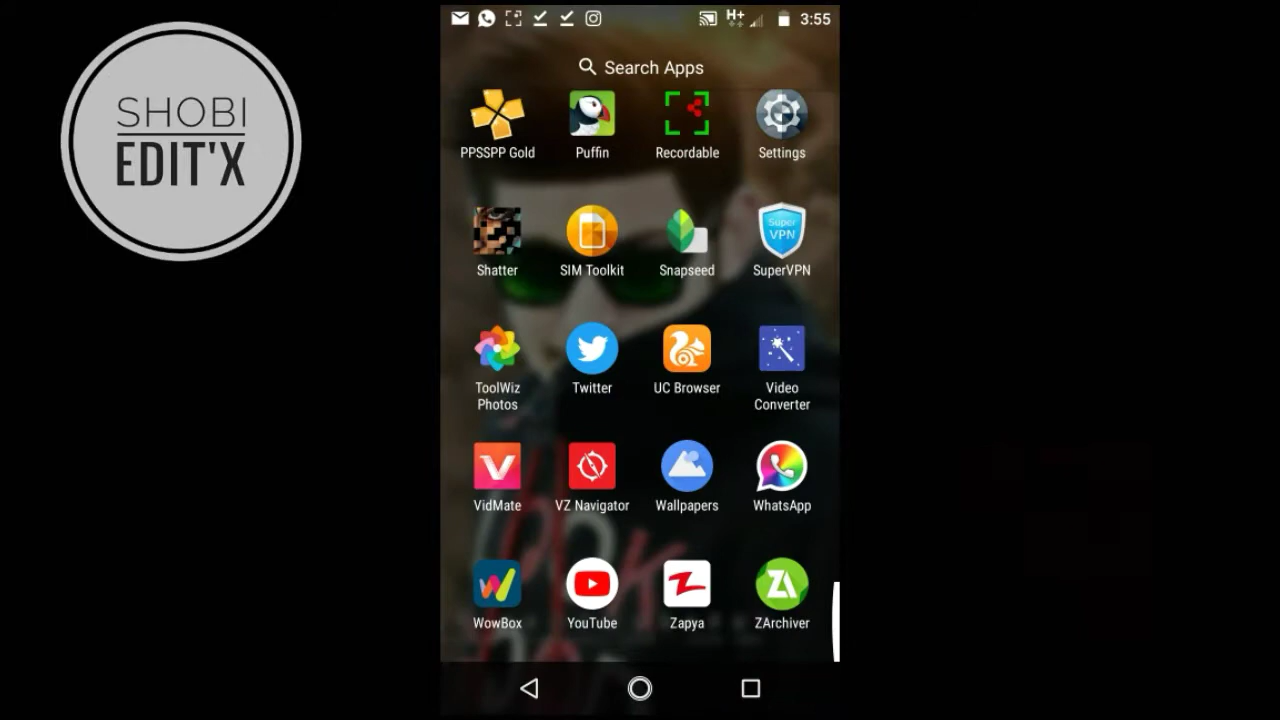 SHOBI
EDIT'X
H+
3:55
Search Apps
PPSSPP Gold
Puffin
Recordable
Settings
Shatter
SIM Toolkit
Snapseed
Super
VPN
SuperVPN
ToolWiz
Photos
Twitter
UC Browser
Video
Converter
VidMate
VZ Navigator
Wallpapers
WhatsApp
WowBox
YouTube
Zapya
ZArchiver